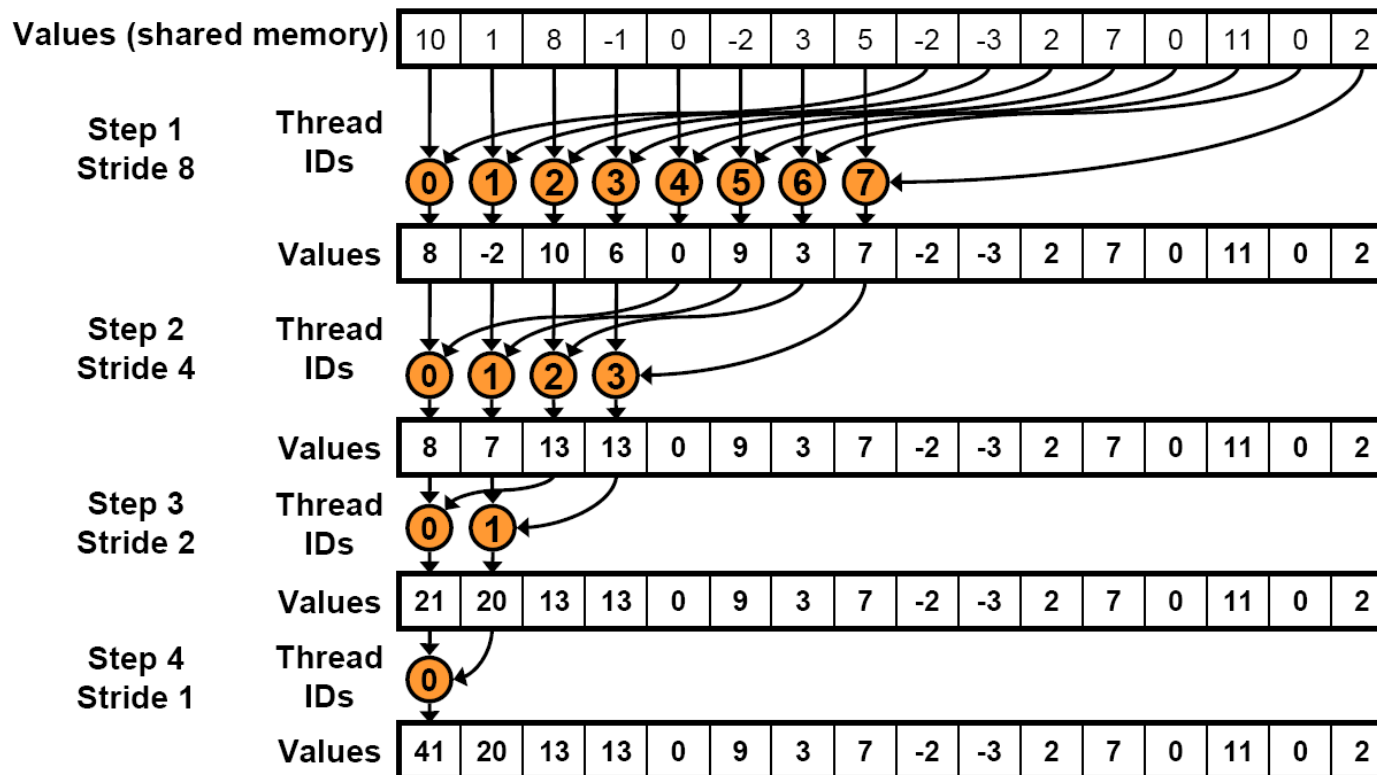 Values (shared memory) 10 1 8 -1 0 -2 3 5 -2 -3 2 7 0 11 0 2
Step 1 Thread
Stride 8 IDs
0 1 2 3 4 5 6 7
Values 8 -2 10 6 0 9 3 7 -2 -3 2 7 0 11 0 2
Step 2 Thread
Stride 4 IDs
0 1 2 3
Values 8 7 13 13 0 9 3 7 -2 -3 2 7 0 11 0 2
Step 3 Thread
Stride 2 IDs
0 1
Values 21 20 13 13 0 9 3 7 -2 -3 2 7 0 11 0 2
Step 4 Thread
Stride 1 IDs
0
Values 41 20 13 13 0 9 3 7 -2 -3 2 7 0 11 0 2